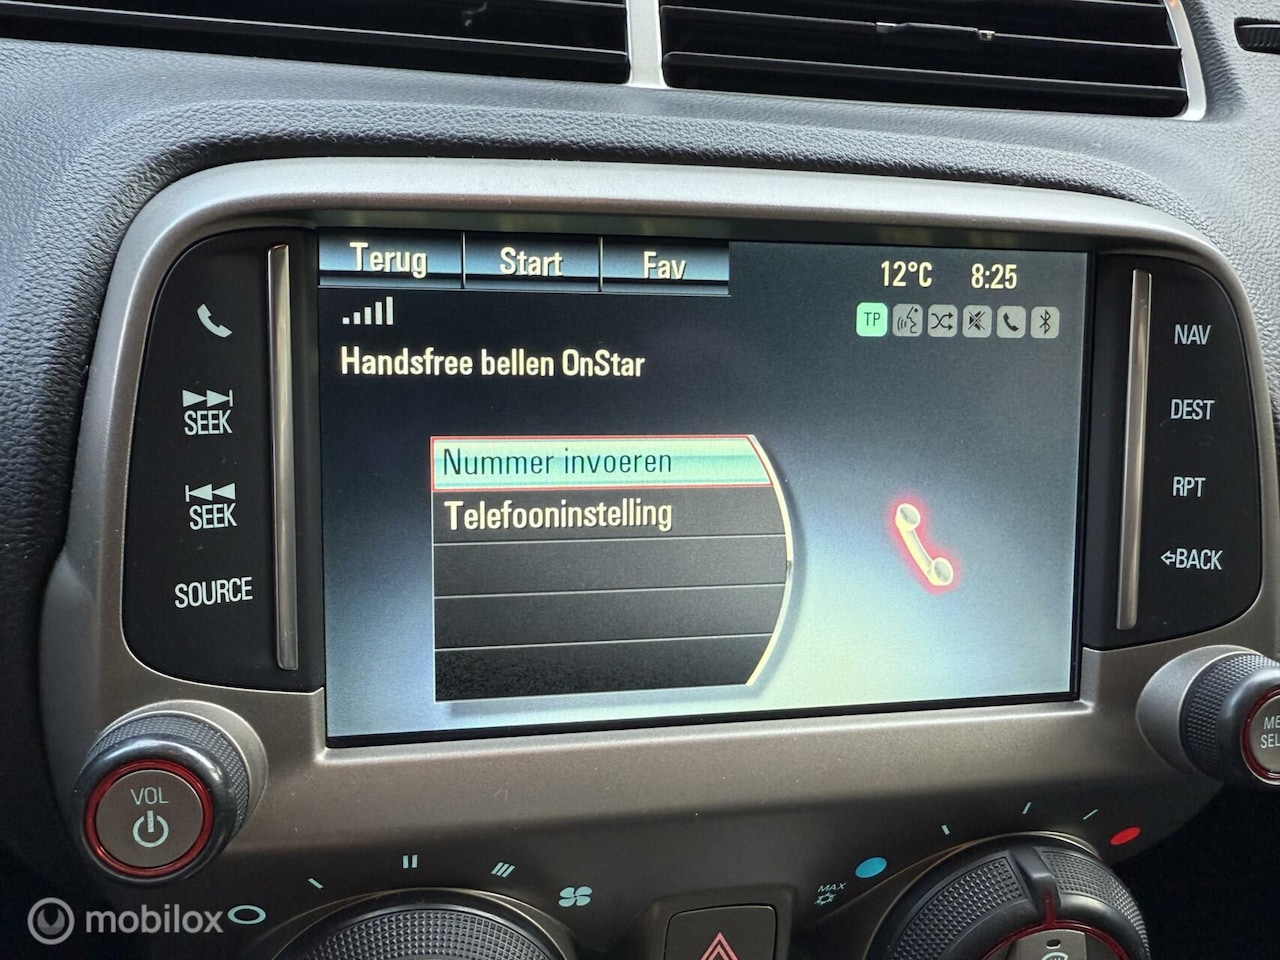 Terug Start Fav
12°C 8:25
TP
Handsfree bellen OnStar
Nummer invoeren
Telefooninstelling
SEEK
SEEK
SOURCE
NAV
DEST
RPT
BACK
VOL
MAX
mobilox